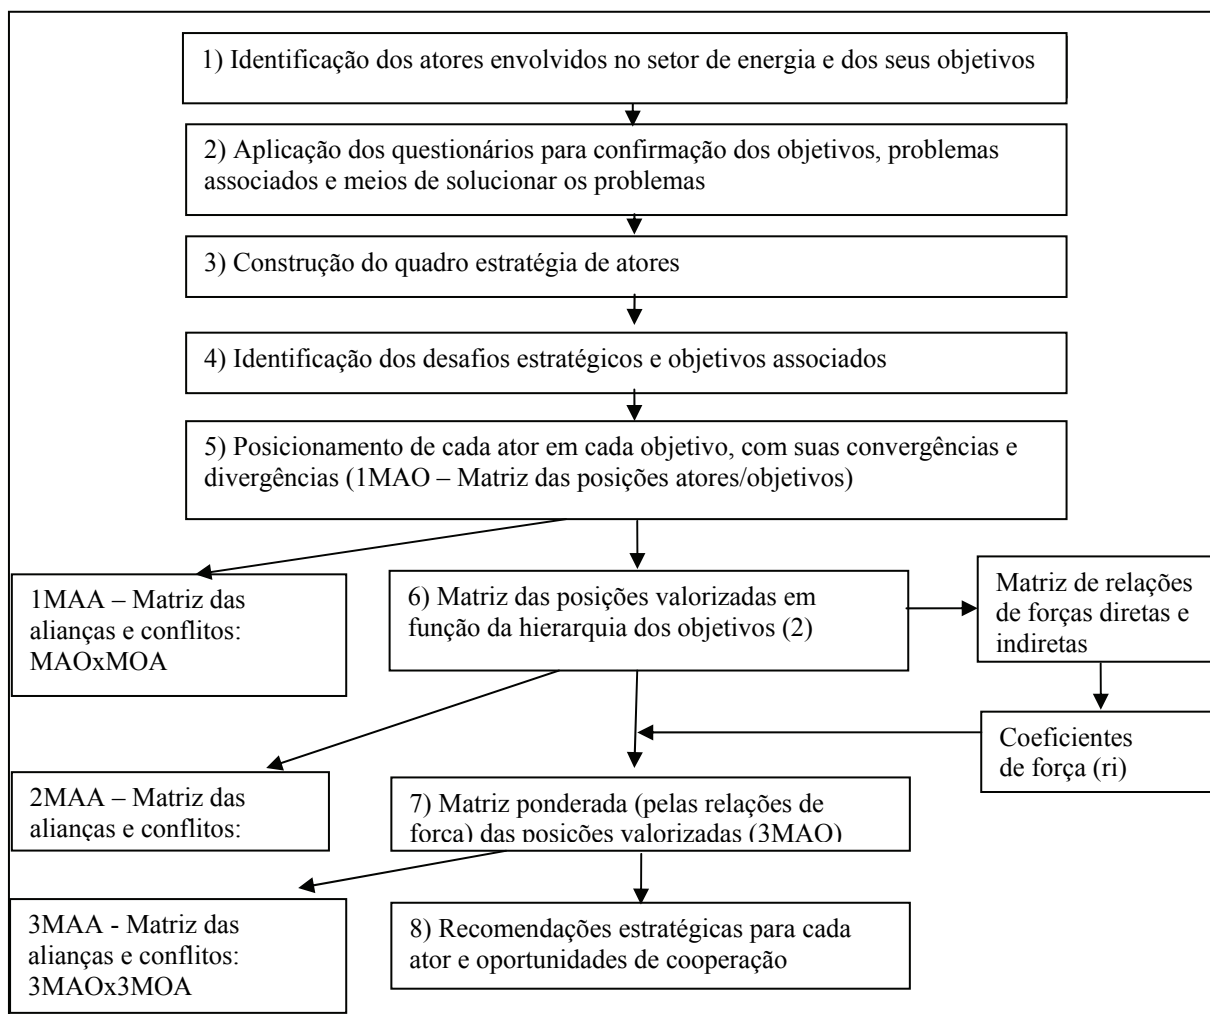 1) Identificação dos atores envolvidos no setor de energia e dos seus objetivos
2) Aplicação dos questionários para confirmação dos objetivos, problemas
associados e meios de solucionar os problemas
3) Construção do quadro estratégia de atores
4) Identificação dos desafios estratégicos e objetivos associados
5) Posicionamento de cada ator em cada objetivo, com suas convergências e
divergências (1MAO – Matriz das posições atores/objetivos)
1MAA – Matriz das
alianças e conflitos:
MAOxMOA
6) Matriz das posições valorizadas em
função da hierarquia dos objetivos (2)
Matriz de relações
de forças diretas e
indiretas
Coeficientes
de força (ri)
2MAA – Matriz das
alianças e conflitos:
7) Matriz ponderada (pelas relações de
força) das posições valorizadas (3MAO)
3MAA - Matriz das
alianças e conflitos:
3MAOx3MOA
8) Recomendações estratégicas para cada
ator e oportunidades de cooperação